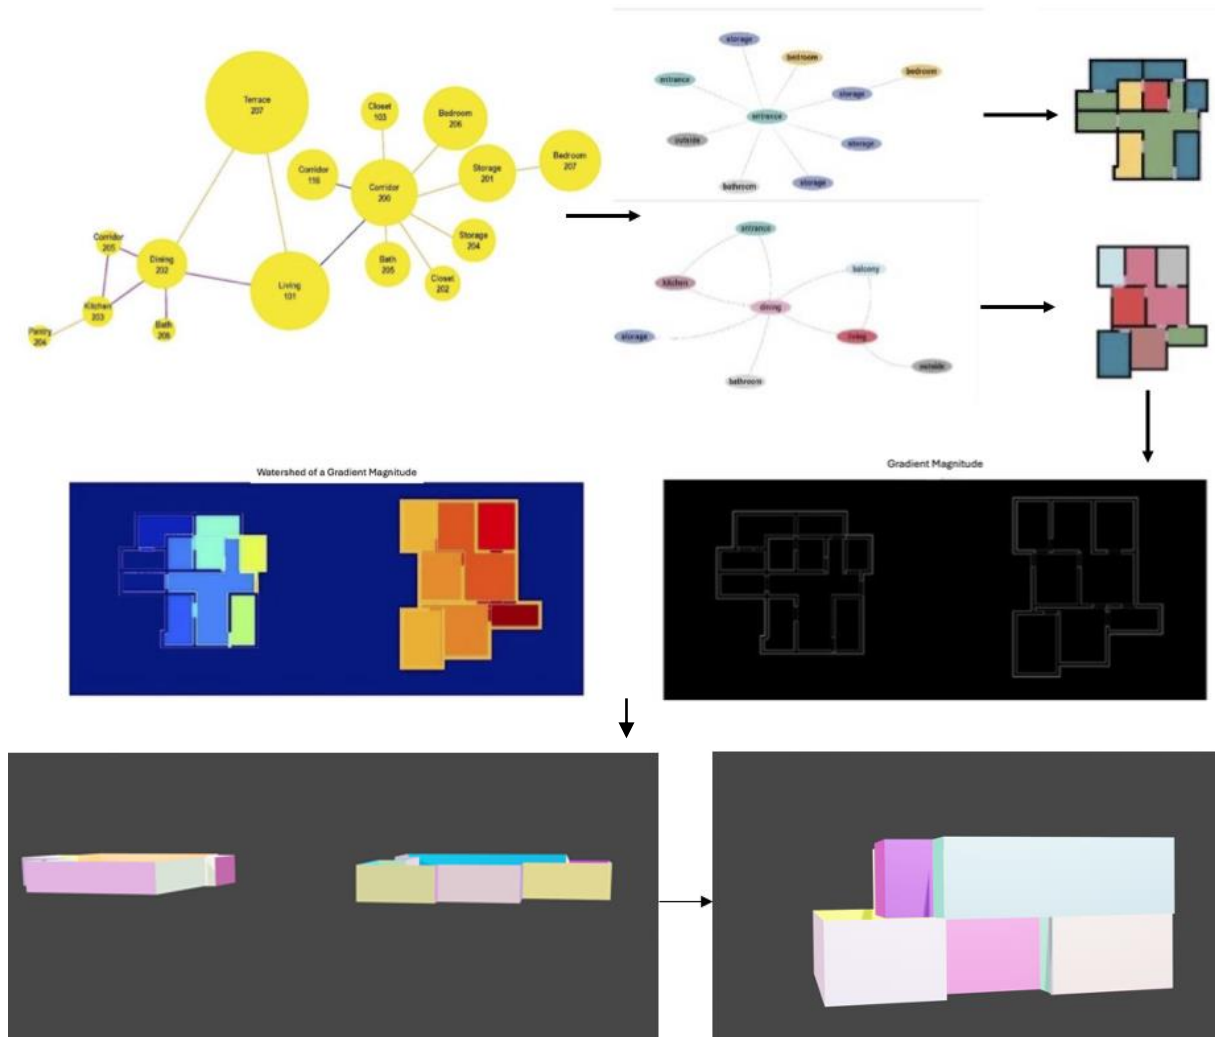 Terrace
207
Closet
103
Bedroom
206
Corridor
116
Corridor
200
Storage
201
Bedroom
207
Corridor
205
Dining
202
Storage
204
Bath
205
Closet
202
Living
101
Kitchen
203
Pantry
204
Bath
206
storage
bedroom
bedroom
entrance
storage
entrance
outside
storage
bathroom
storage
entrance
balcony
kitchen
dining
storage
living
outside
bathroom
Watershed of a Gradient Magnitude
Gradient Magnitude